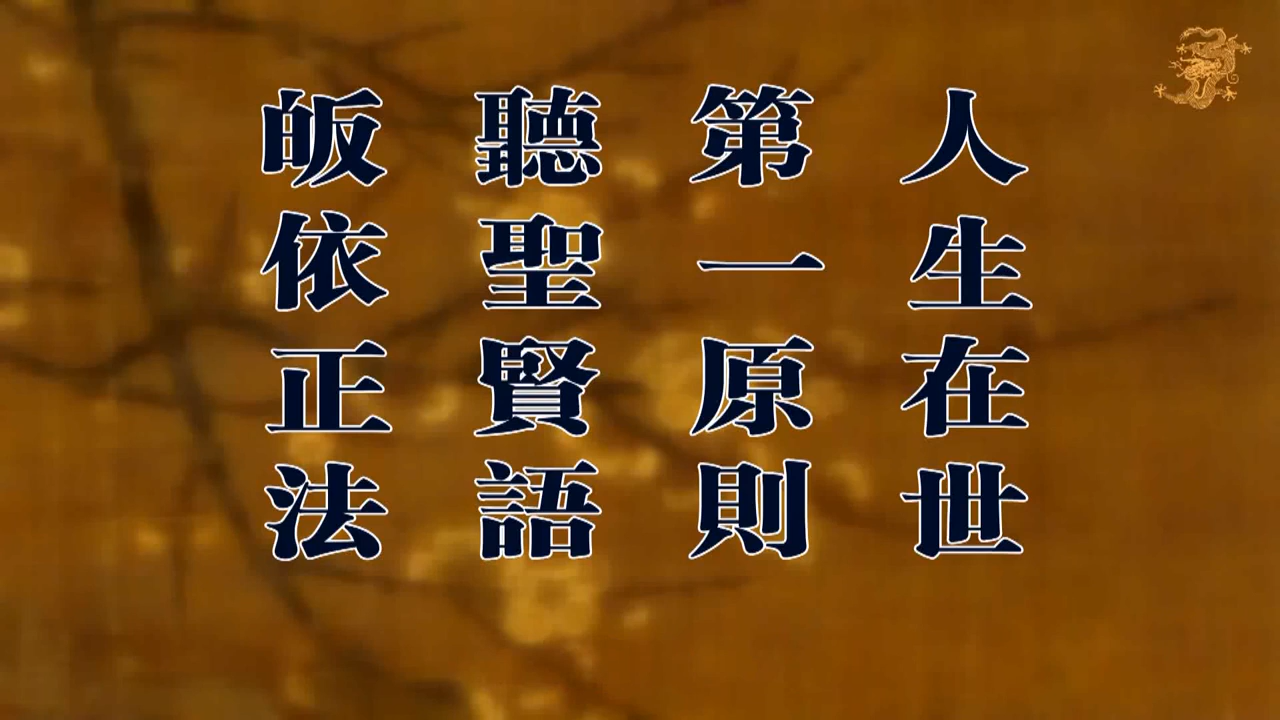 人生在世
第一原則
聽聖賢語
皈依正法